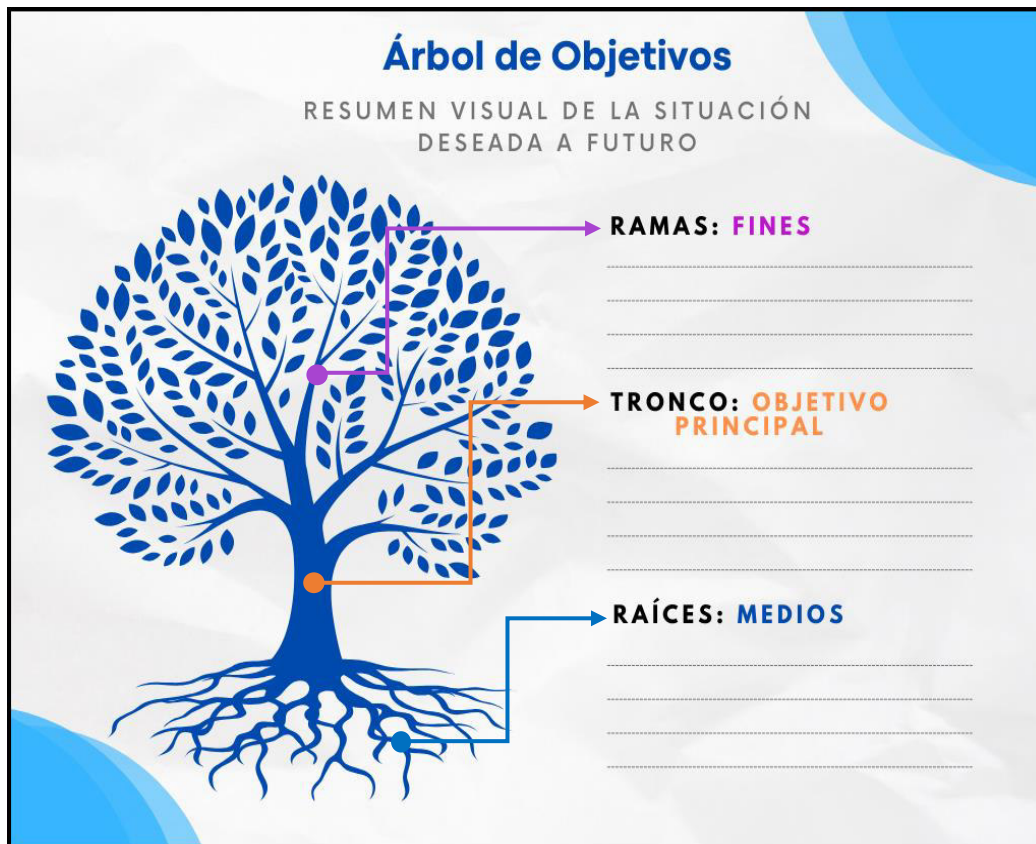 Árbol de Objetivos
RESUMEN VISUAL DE LA SITUACIÓN
DESEADA A FUTURO
RAMAS: FINES
TRONCO: OBJETIVO
PRINCIPAL
RAÍCES: MEDIOS